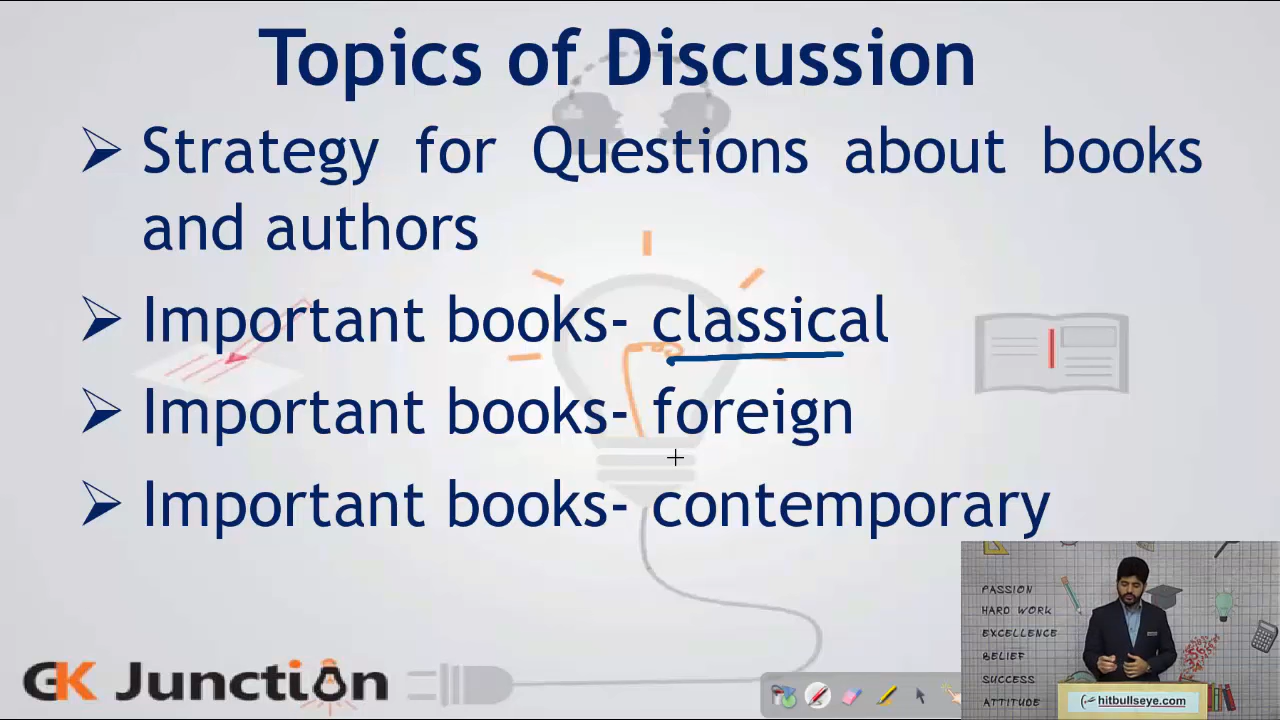 Topics of Discussion
➢ Strategy for Questions about books
and authors
➢ Important books- classical
➢ Important books- foreign
➢ Important books- contemporary
PASSION
HARD WORK
EXCELLENCE
BELIEF
SUCCESS
ATTITUDE
hitbullseye.com
GK Junction